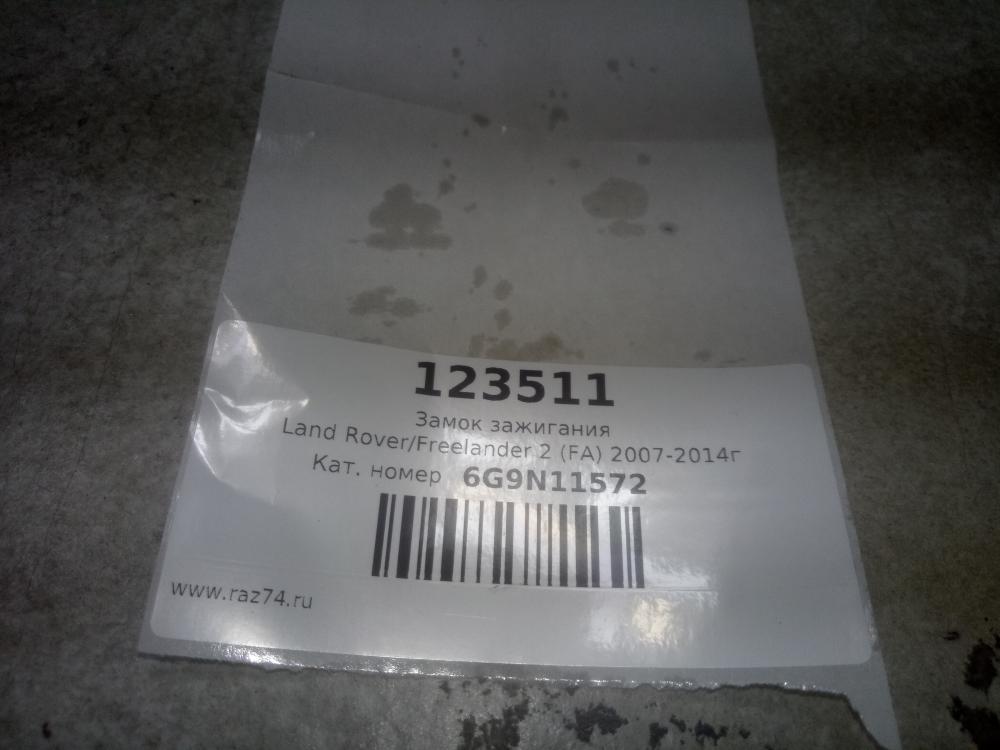 123511
Замок зажигания
Land Rover/Freelander 2 (FA) 2007-2014г
Кат. номер 6G9N11572
www.raz74.ru